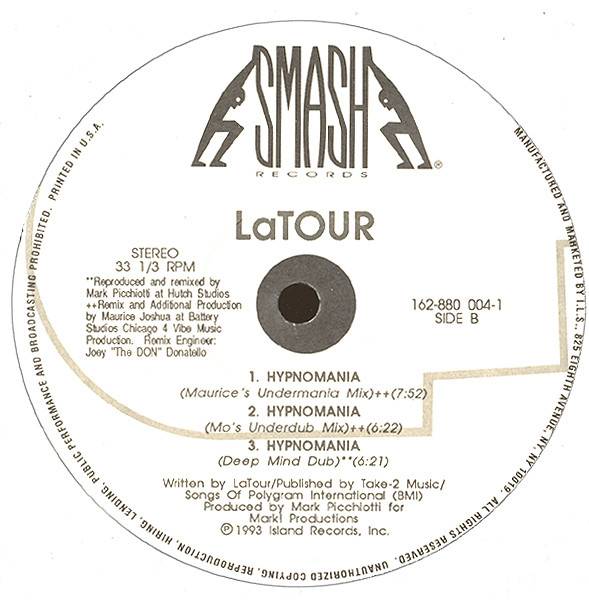 SMASH
RECORDS
®
LaTOUR
STEREO
33 1/3 RPM
**Reproduced and remixed by
Mark Picchiotti at Hutch Studios
++Remix and Additional Production
by Maurice Joshua at Battery
Studios Chicago 4 Vibe Music
Production. Remix Engineer:
Joey "The DON" Donatello
162-880 004-1
SIDE B
1. HYPNOMANIA
(Maurice's Undermania Mix)++(7:52)
2. HYPNOMANIA
(Mo's Underdub Mix)++(6:22)
3. HYPNOMANIA
(Deep Mind Dub)**(6:21)
Written by LaTour/Published by Take-2 Music/
Songs Of Polygram International (BMI)
Produced by Mark Picchiotti for
Mark! Productions
℗1993 Island Records, Inc.
MANUFACTURED AND MARKETED BY I.L.S., 825 EIGHTH AVENUE, NY, NY 10019. ALL RIGHTS RESERVED. UNAUTHORIZED COPYING, REPRODUCTION, HIRING, LENDING, PUBLIC PERFORMANCE AND BROADCASTING PROHIBITED. PRINTED IN U.S.A.